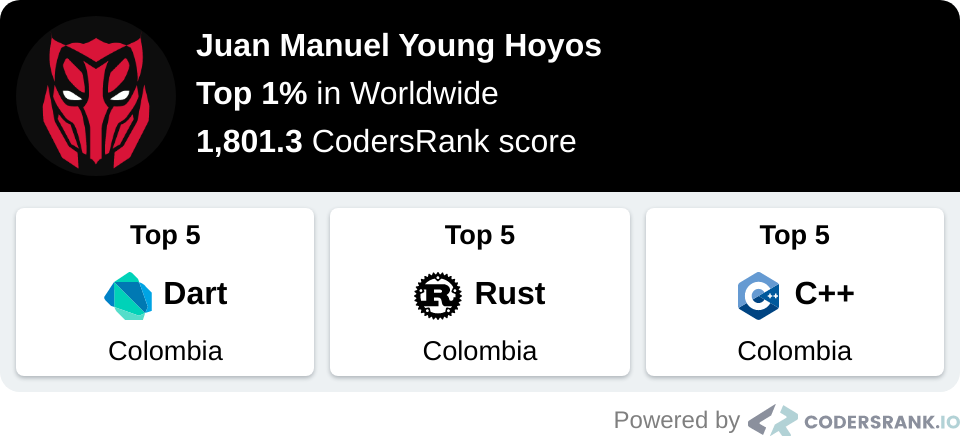 Juan Manuel Young Hoyos
Top 1% in Worldwide
1,801.3 CodersRank score
Top 5
Dart
Colombia
Top 5
Rust
Colombia
Top 5
C++
Colombia
Powered by CODERSRANK.IO